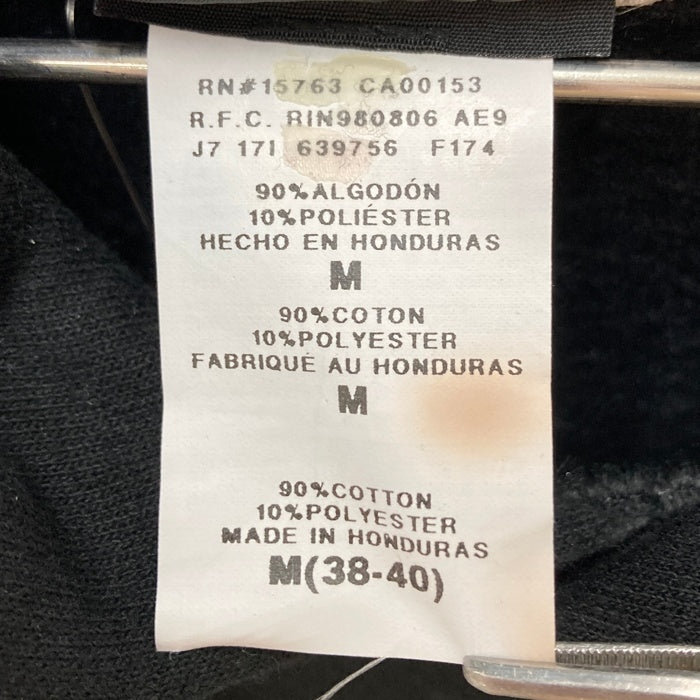 RN#15763 CA00153
R.F.C. RIN980806 AE9
J7 17I 639756 F174
90%ALGODÓN
10%POLIÉSTER
HECHO EN HONDURAS
M
90%COTON
10%POLYESTER
FABRIQUÉ AU HONDURAS
M
90%COTTON
10%POLYESTER
MADE IN HONDURAS
M(38-40)